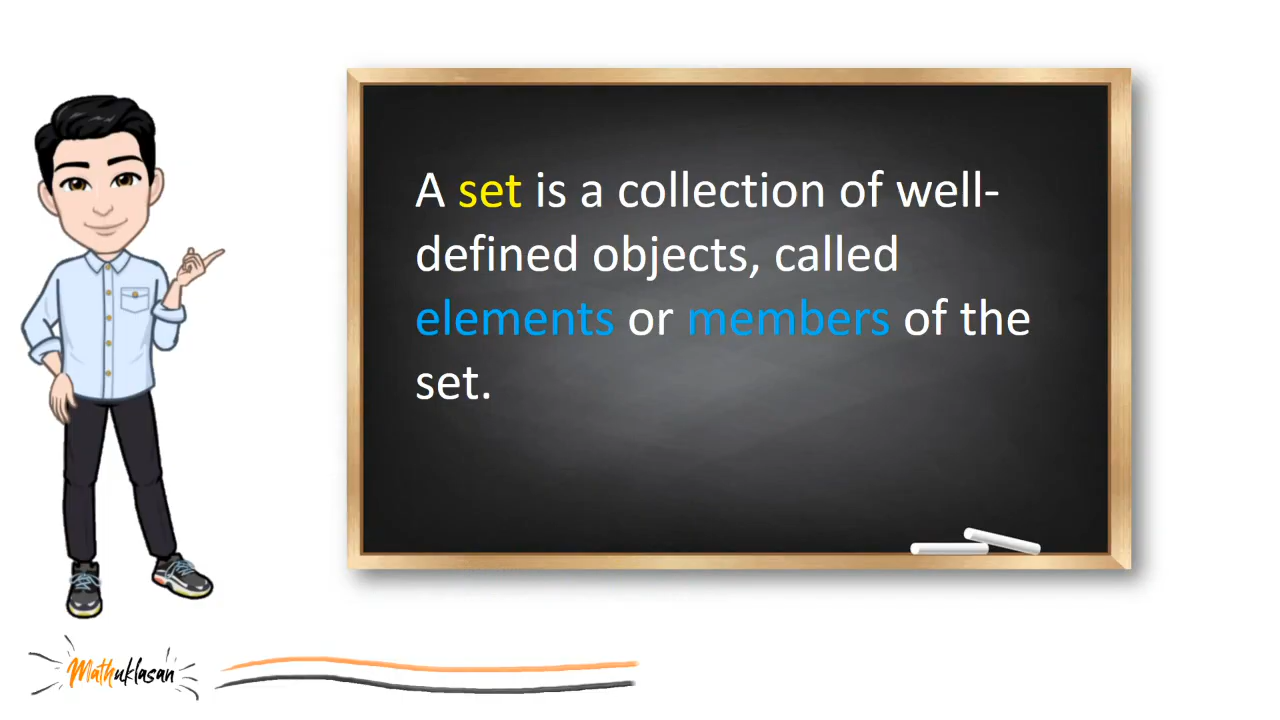 A set is a collection of well-
defined objects, called
elements or members of the
set.
Mathuklasan